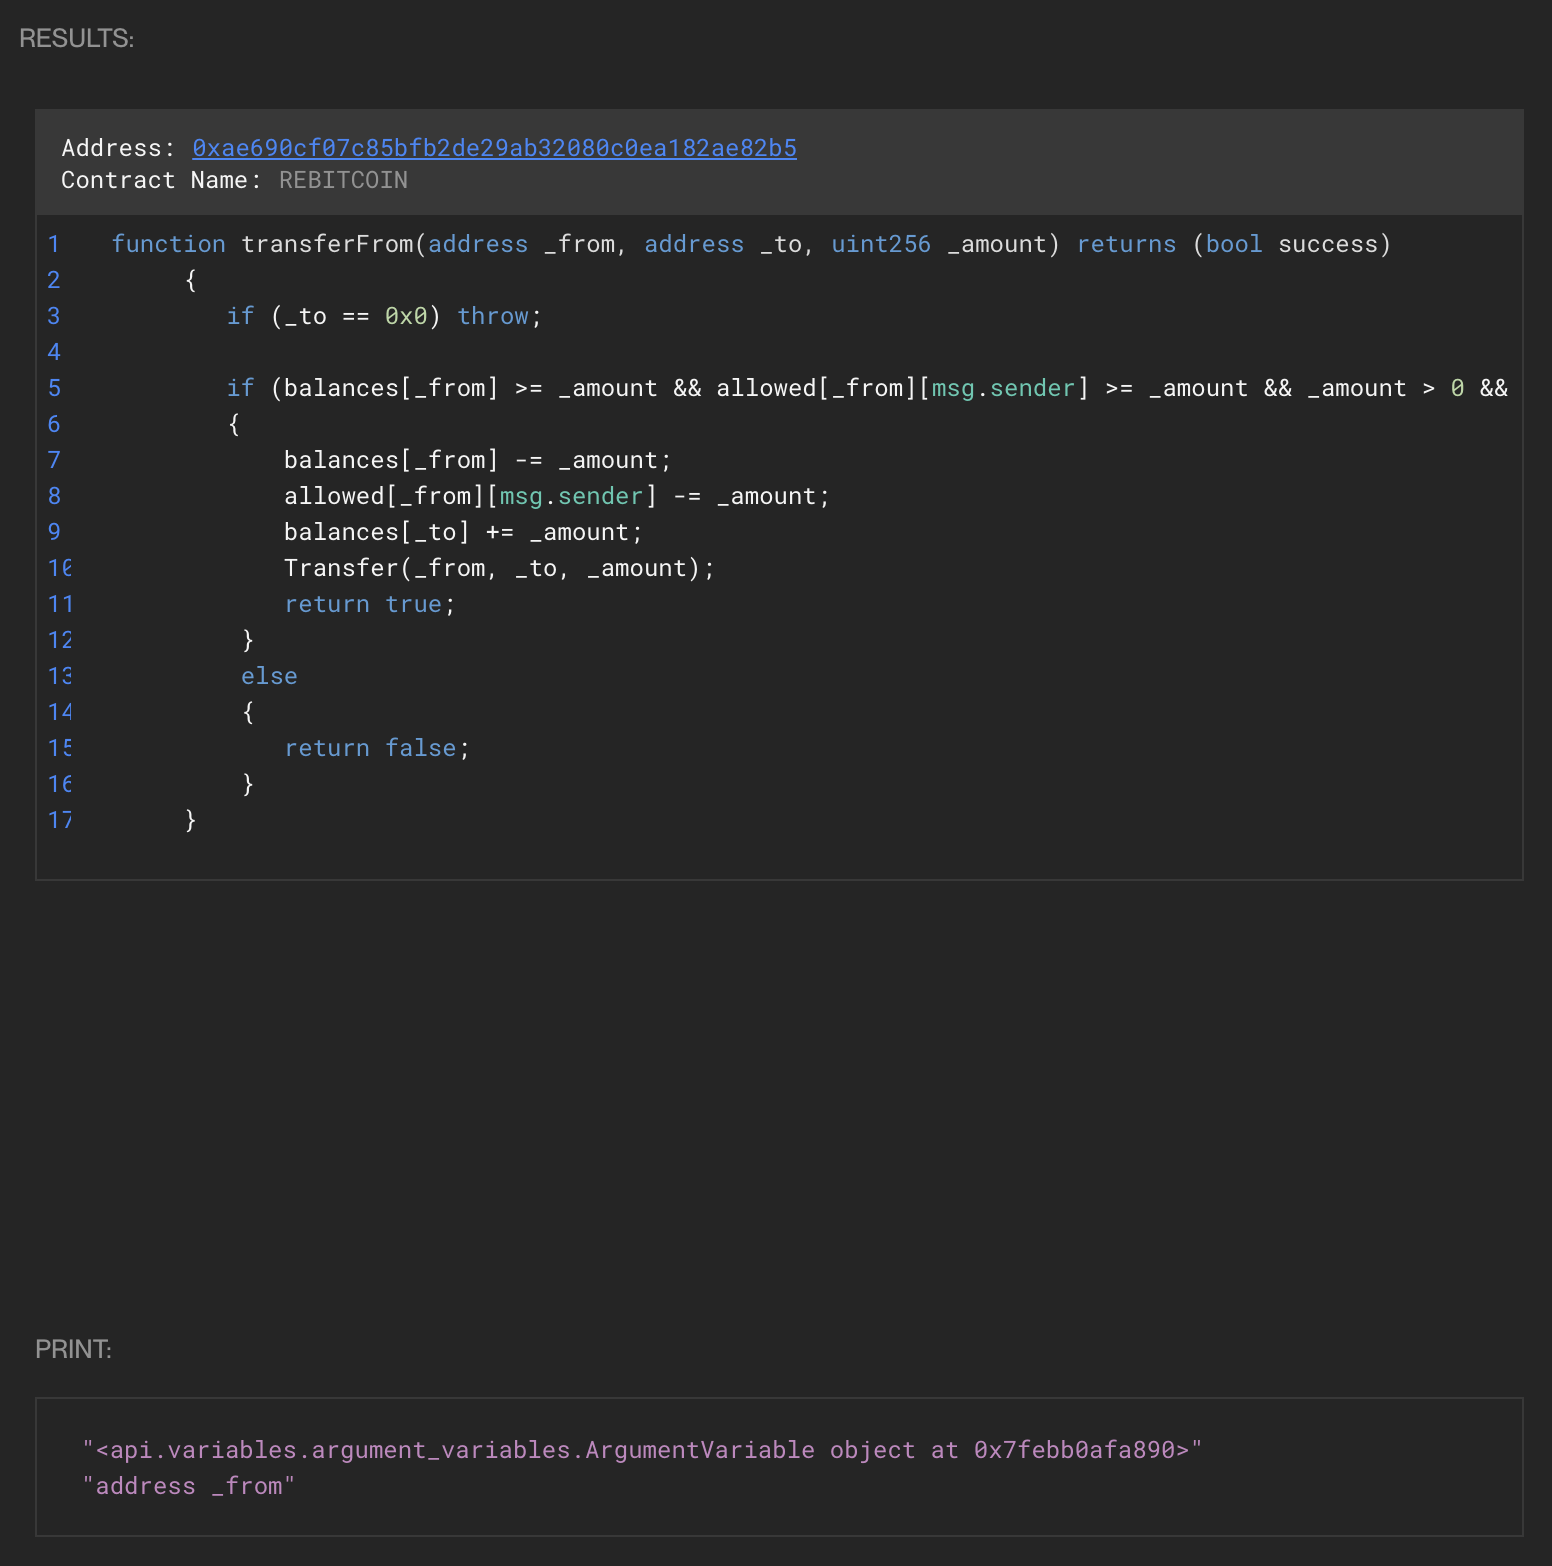 RESULTS:
Address: 0xae690cf07c85bfb2de29ab32080c0ea182ae82b5
Contract Name: REBITCOIN
1 function transferFrom(address _from, address _to, uint256 _amount) returns (bool success)
2 {
3 if (_to == 0x0) throw;
4
5 if (balances[_from] >= _amount && allowed[_from][msg.sender] >= _amount && _amount > 0 &&
6 {
7 balances[_from] -= _amount;
8 allowed[_from][msg.sender] -= _amount;
9 balances[_to] += _amount;
10 Transfer(_from, _to, _amount);
11 return true;
12 }
13 else
14 {
15 return false;
16 }
17 }
PRINT:
"<api.variables.argument_variables.ArgumentVariable object at 0x7febb0afa890>"
"address _from"